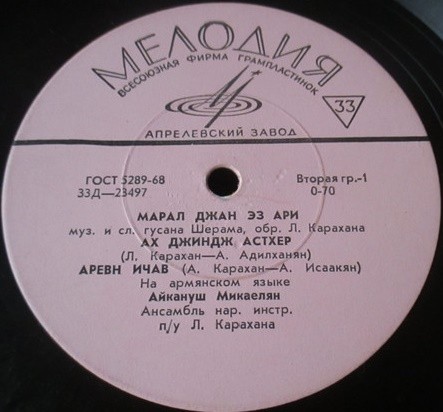 МЕЛОДИЯ
ВСЕСОЮЗНАЯ ФИРМА ГРАМПЛАСТИНОК
33
АПРЕЛЕВСКИЙ ЗАВОД
ГОСТ 5289-68 Вторая гр.-1
33Д—23497 0-70
МАРАЛ ДЖАН ЭЗ АРИ
муз. и сл. гусана Шерама, обр. Л. Карахана
АХ ДЖИНДЖ АСТХЕР
(Л. Карахан—А. Адилханян)
АРЕВН ИЧАВ (А. Карахан—А. Исаакян)
На армянском языке
Айкануш Микаелян
Ансамбль нар. инстр.
п/у Л. Карахана